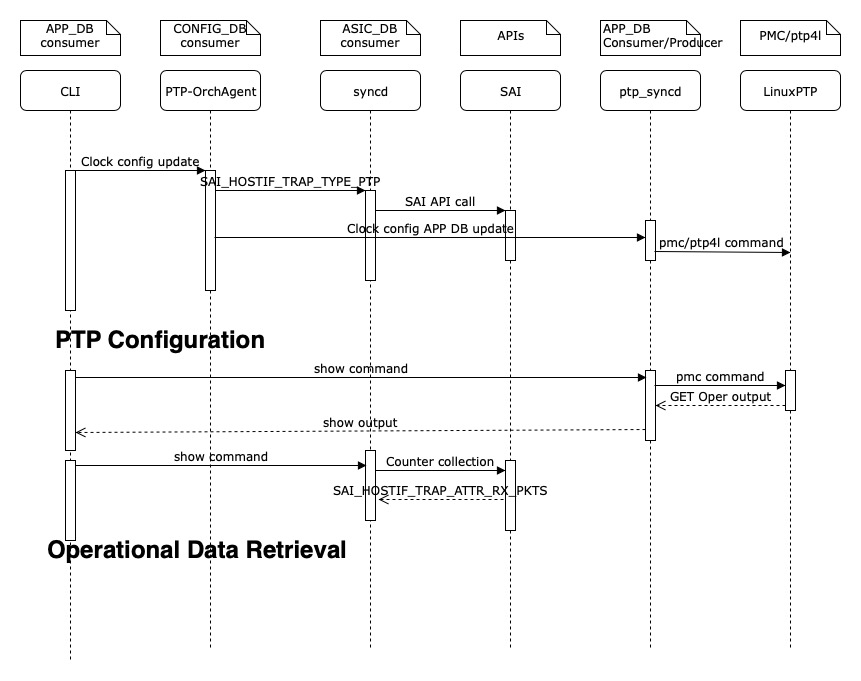 APP_DB
consumer
CONFIG_DB
consumer
ASIC_DB
consumer
APIs
APP_DB
Consumer/Producer
PMC/ptp4l
CLI
PTP-OrchAgent
syncd
SAI
ptp_syncd
LinuxPTP
Clock config update
SAI_HOSTIF_TRAP_TYPE_PTP
SAI API call
Clock config APP DB update
pmc/ptp4l command
PTP Configuration
show command
pmc command
GET Oper output
show output
show command
Counter collection
SAI_HOSTIF_TRAP_ATTR_RX_PKTS
Operational Data Retrieval